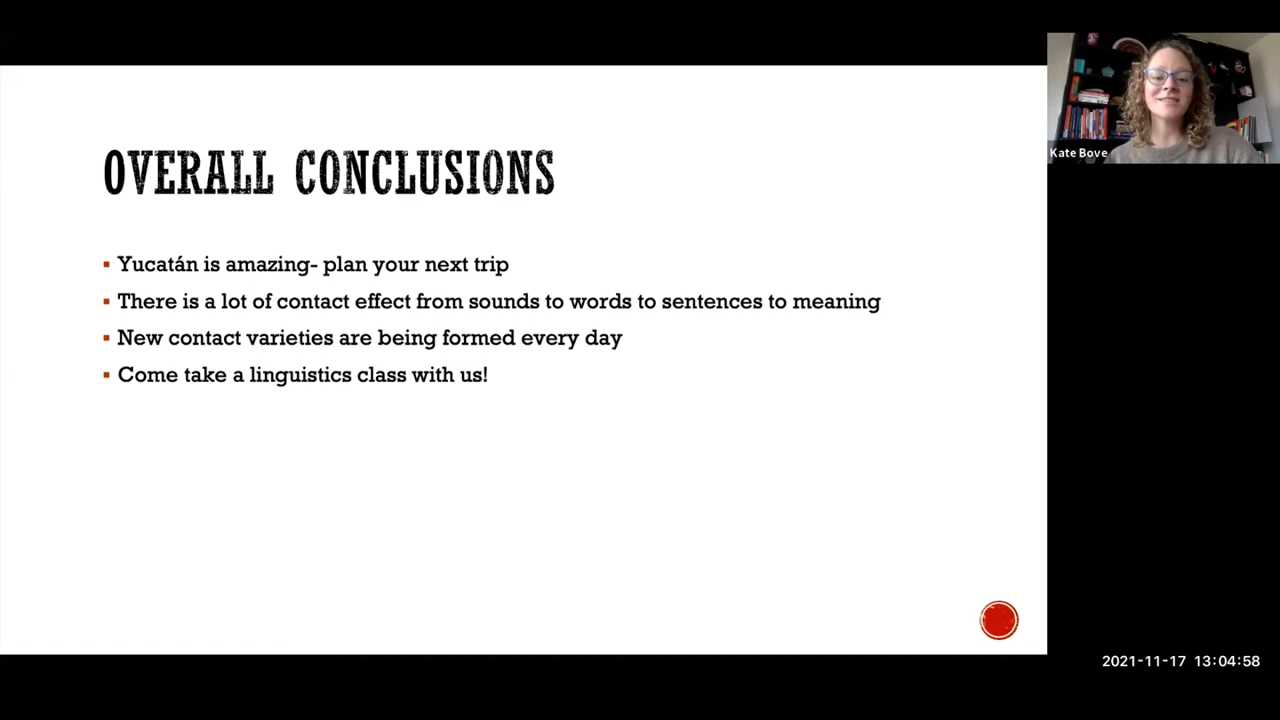 OVERALL CONCLUSIONS
Yucatán is amazing- plan your next trip
There is a lot of contact effect from sounds to words to sentences to meaning
New contact varieties are being formed every day
Come take a linguistics class with us!
Kate Bove
2021-11-17 13:04:58